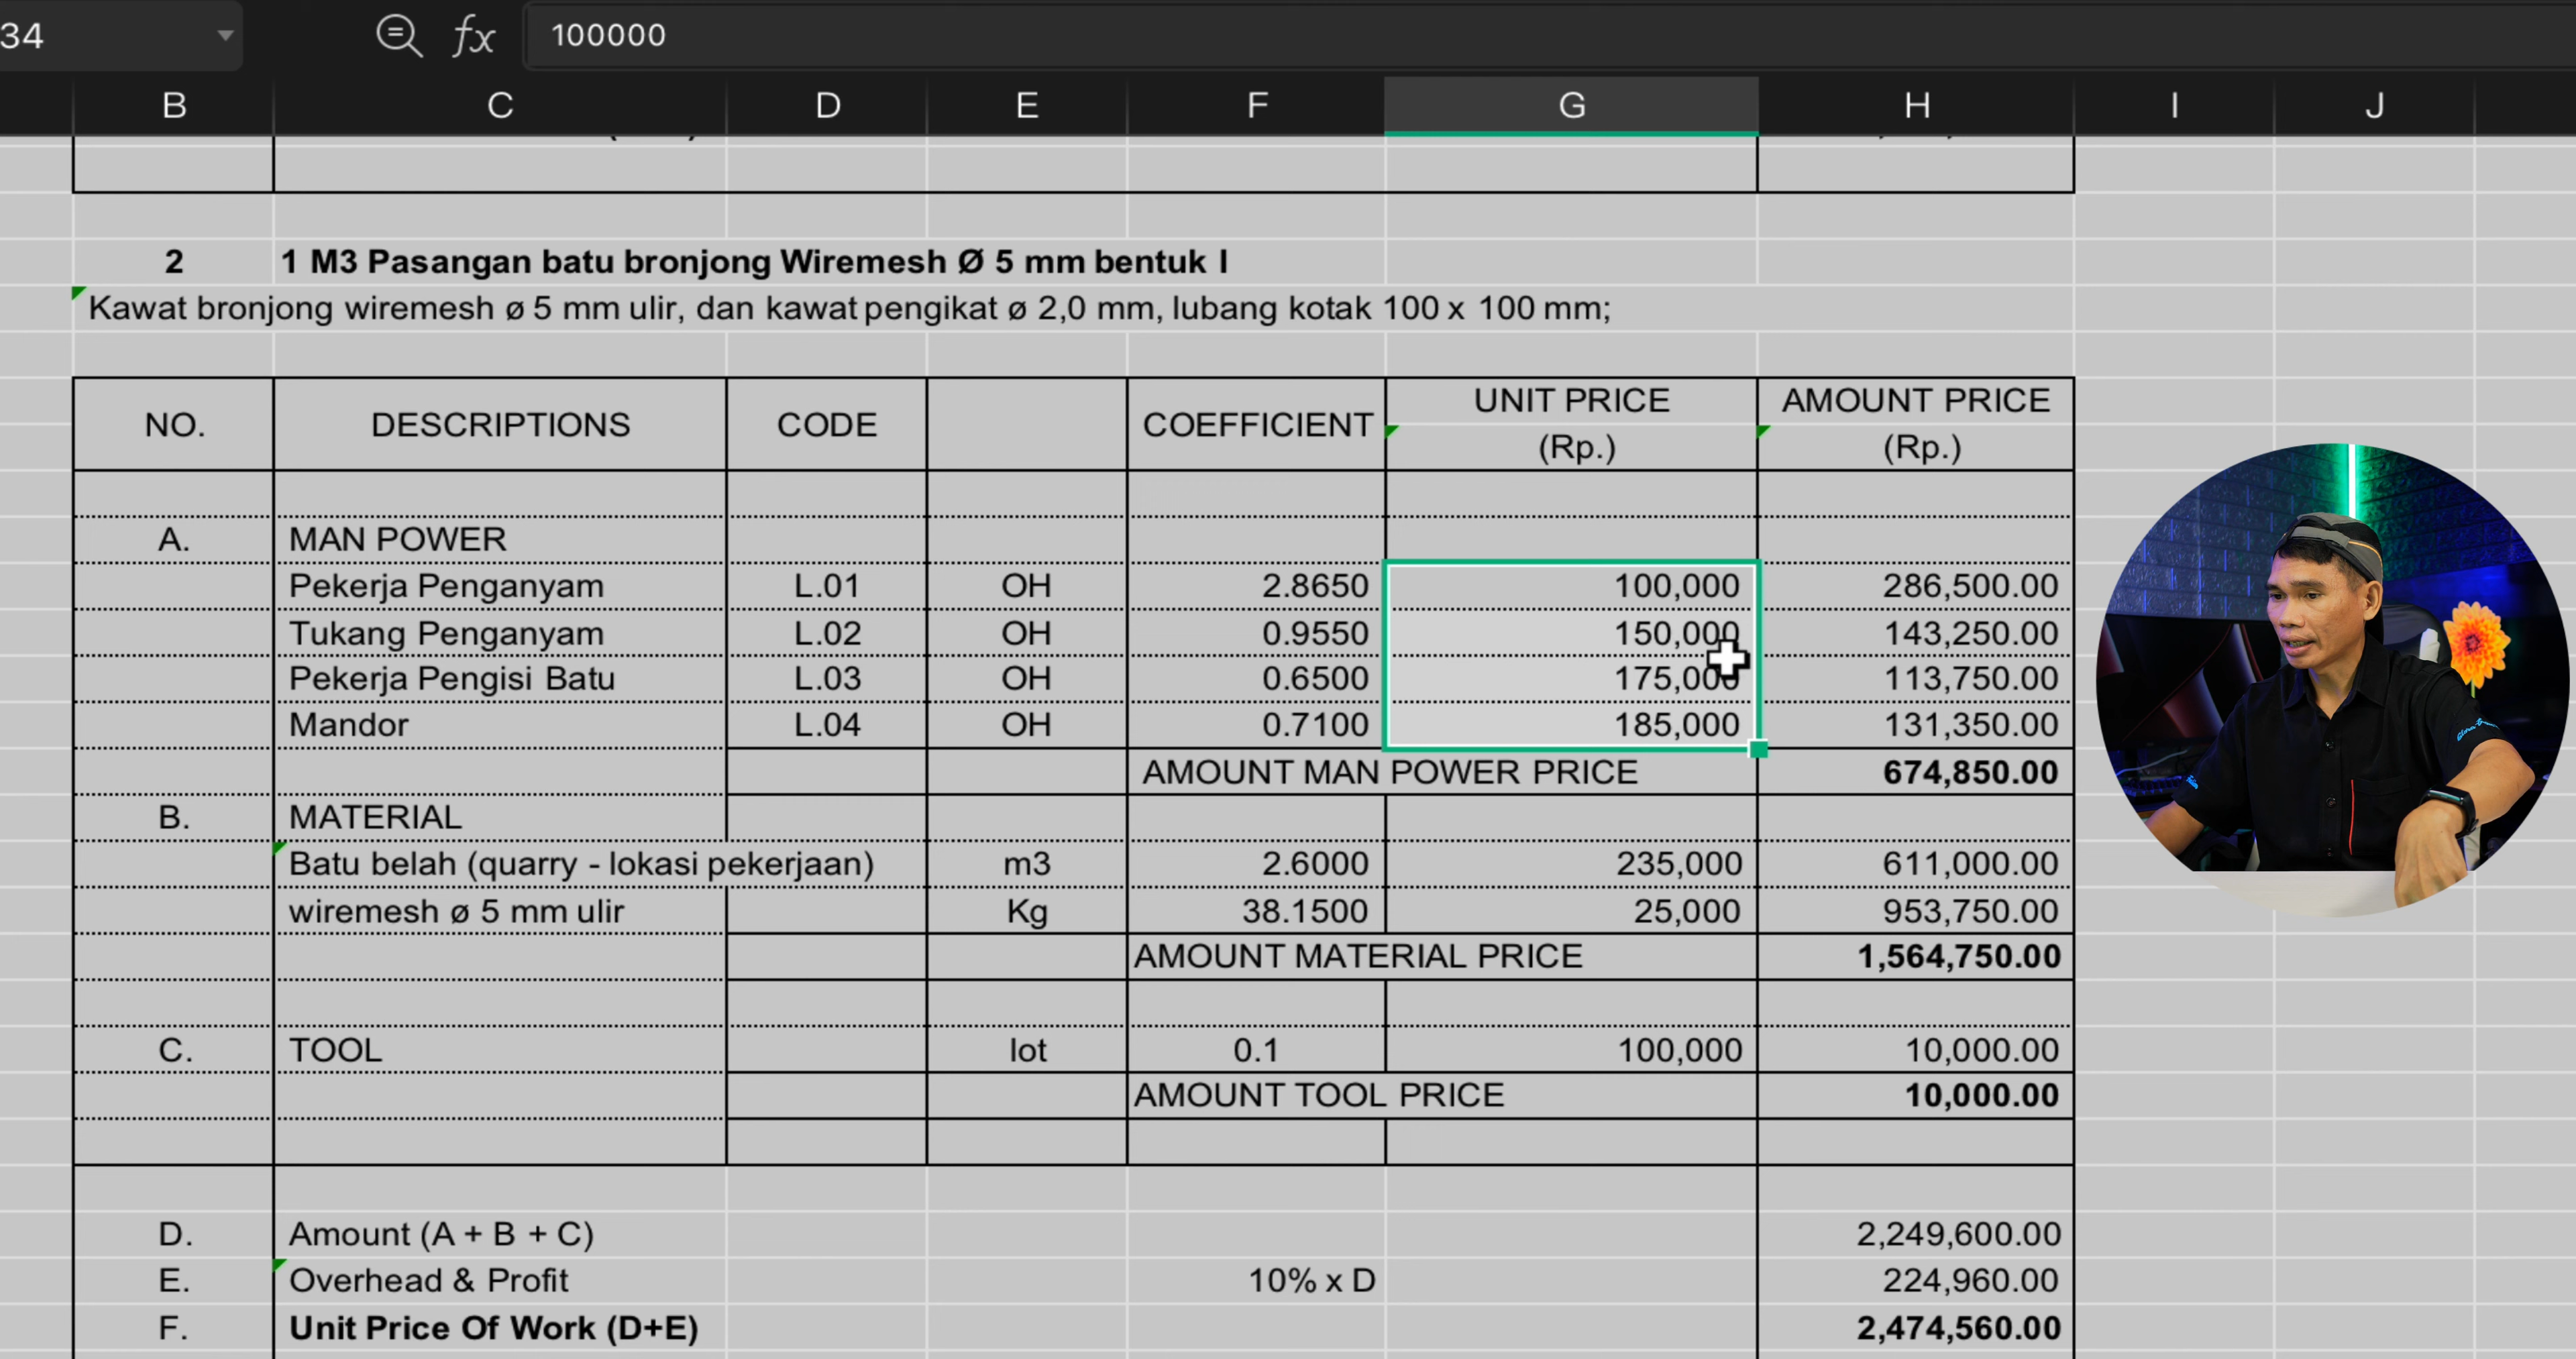 34 fx 100000
B C D E F G H I J
2 1 M3 Pasangan batu bronjong Wiremesh Ø 5 mm bentuk I
Kawat bronjong wiremesh ø 5 mm ulir, dan kawat pengikat ø 2,0 mm, lubang kotak 100 x 100 mm;
NO. DESCRIPTIONS CODE COEFFICIENT UNIT PRICE AMOUNT PRICE
(Rp.) (Rp.)
A. MAN POWER
Pekerja Penganyam L.01 OH 2.8650 100,000 286,500.00
Tukang Penganyam L.02 OH 0.9550 150,000 143,250.00
Pekerja Pengisi Batu L.03 OH 0.6500 175,000 113,750.00
Mandor L.04 OH 0.7100 185,000 131,350.00
AMOUNT MAN POWER PRICE 674,850.00
B. MATERIAL
Batu belah (quarry - lokasi pekerjaan) m3 2.6000 235,000 611,000.00
wiremesh ø 5 mm ulir Kg 38.1500 25,000 953,750.00
AMOUNT MATERIAL PRICE 1,564,750.00
C. TOOL lot 0.1 100,000 10,000.00
AMOUNT TOOL PRICE 10,000.00
D. Amount (A + B + C) 2,249,600.00
E. Overhead & Profit 10% x D 224,960.00
F. Unit Price Of Work (D+E) 2,474,560.00